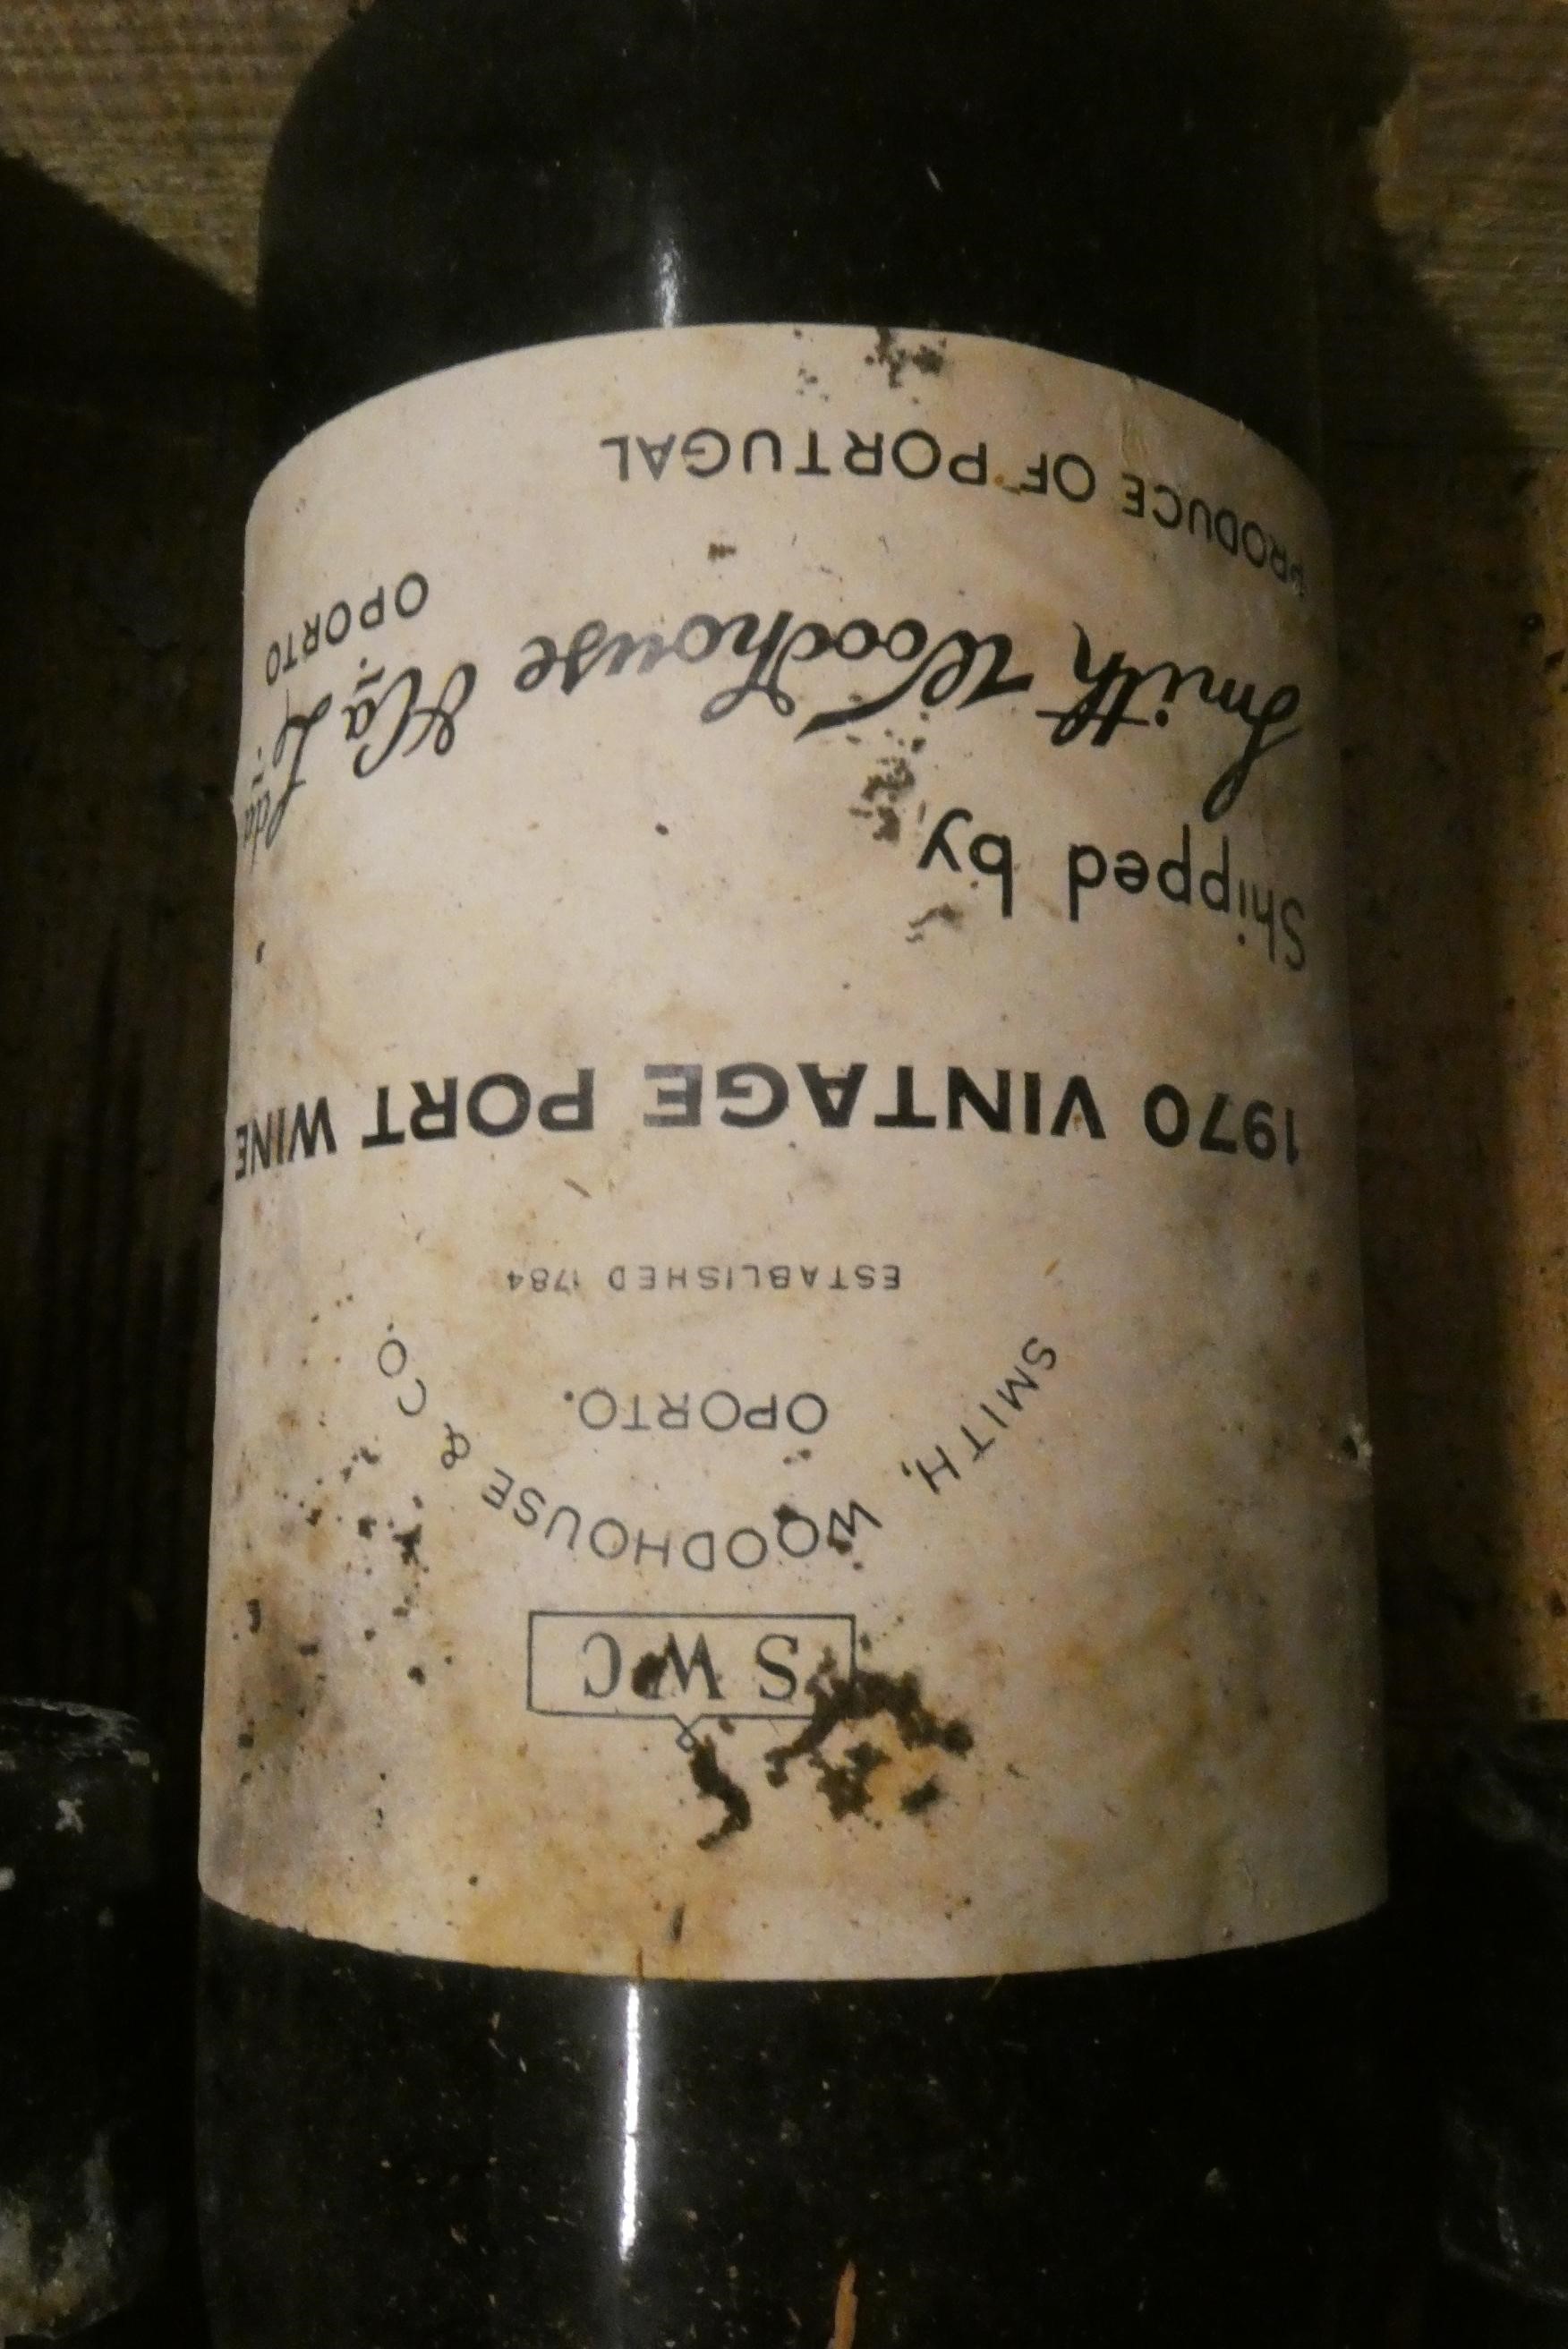 S W C
SMITH, WOODHOUSE & CO.
OPORTO.
ESTABLISHED 1784
1970 VINTAGE PORT WINE
Shipped by
Smith Woodhouse & Ca. Lda.
OPORTO
PRODUCE OF PORTUGAL